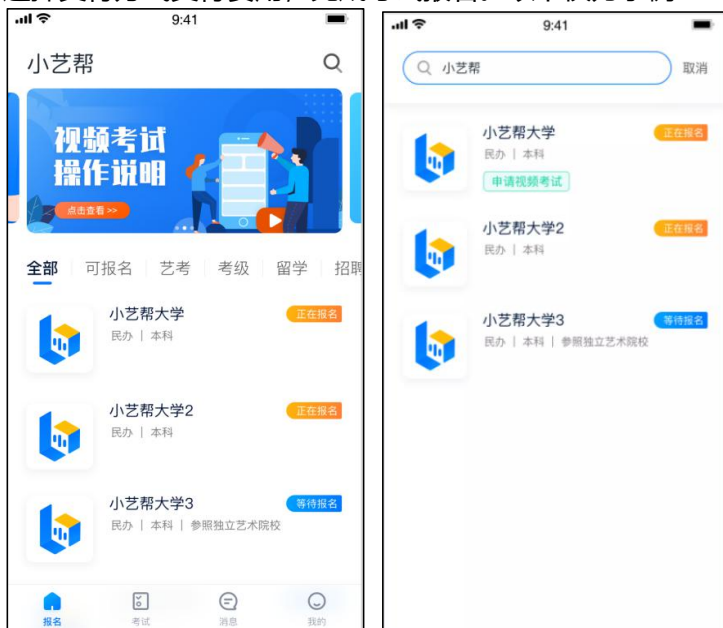 9:41
小艺帮
视频考试
操作说明
点击查看 >>
全部 可报名 艺考 考级 留学 招聘
小艺帮大学
正在报名
民办 | 本科
小艺帮大学2
正在报名
民办 | 本科
小艺帮大学3
等待报名
民办 | 本科 | 参照独立艺术院校
报名 考试 消息 我的
9:41
小艺帮 取消
小艺帮大学
正在报名
民办 | 本科
申请视频考试
小艺帮大学2
正在报名
民办 | 本科
小艺帮大学3
等待报名
民办 | 本科 | 参照独立艺术院校